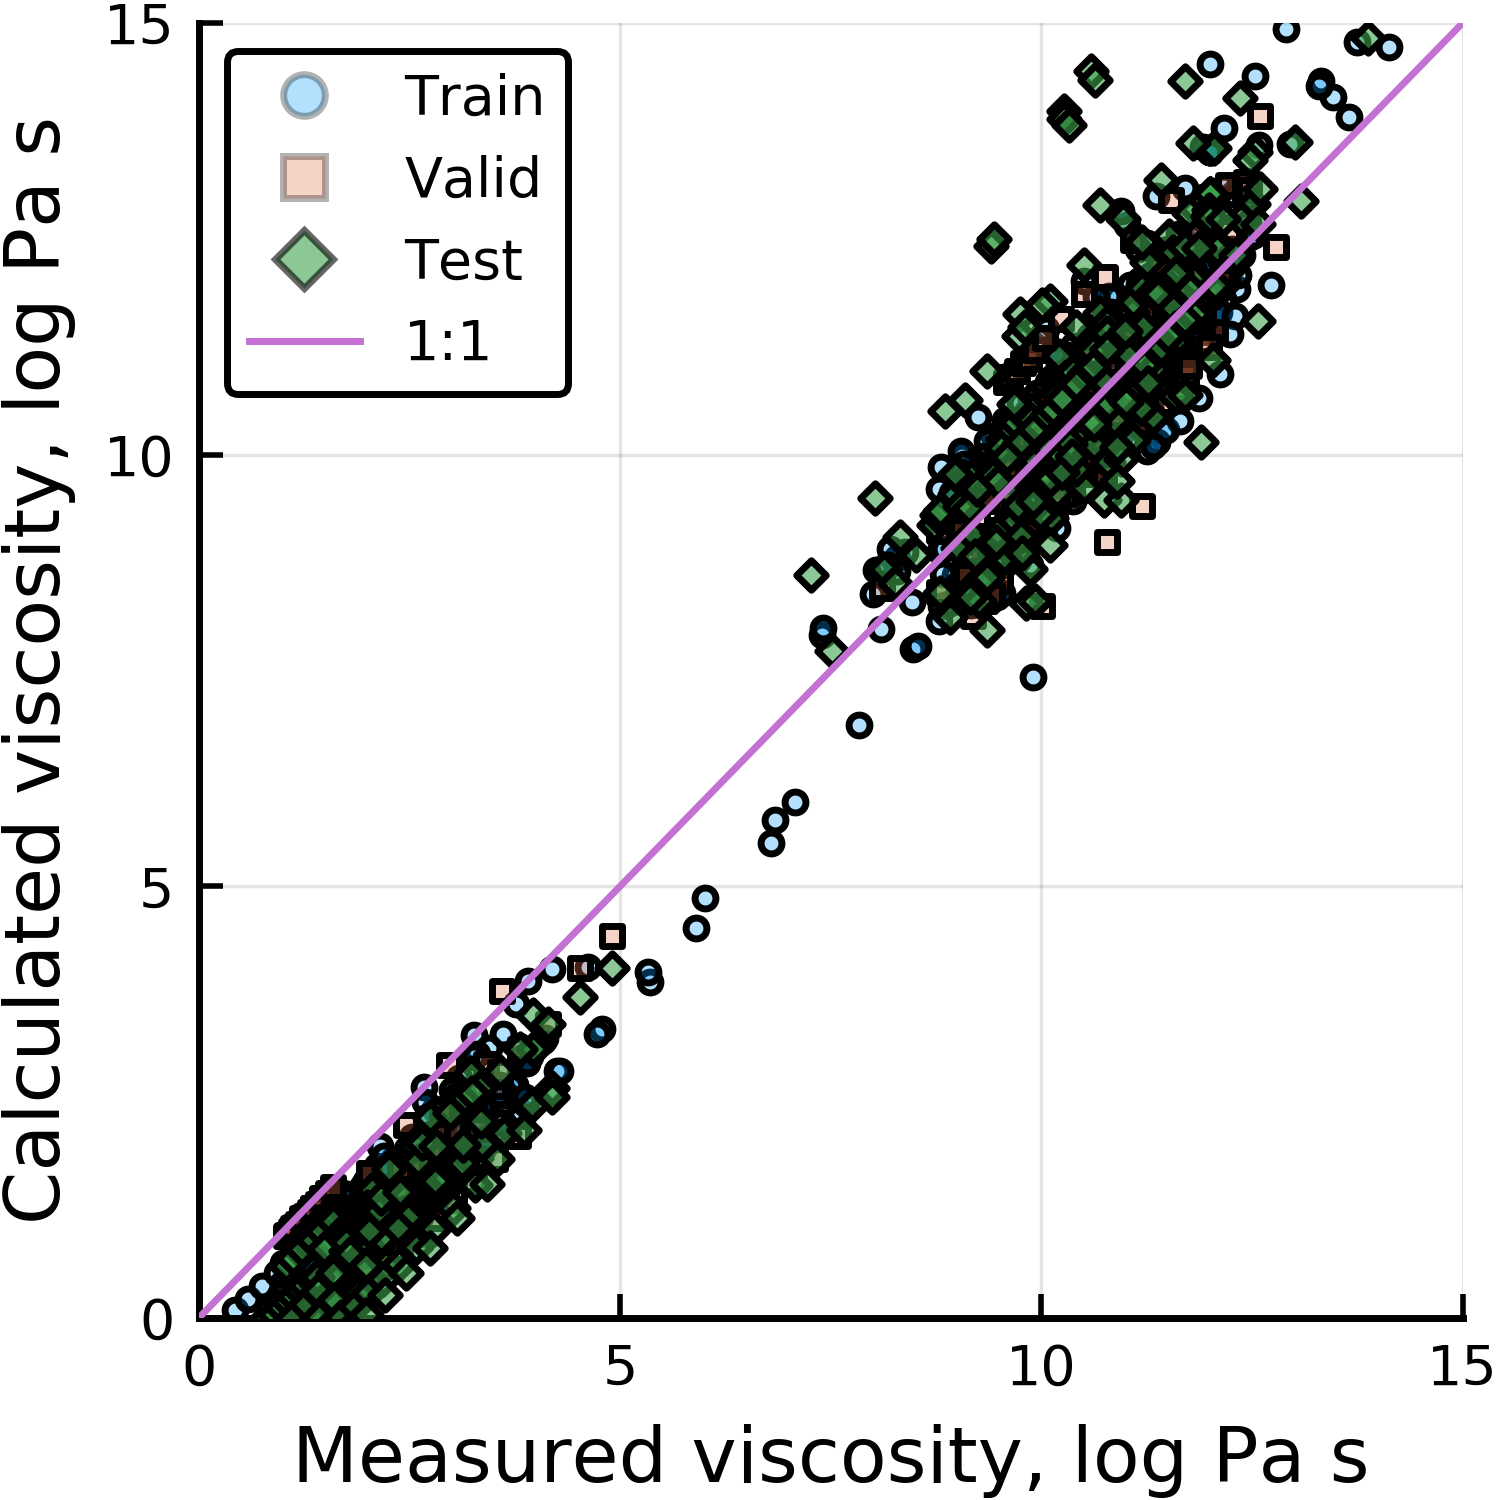 15
10
5
0
Calculated viscosity, log Pa s
Train
Valid
Test
1:1
0 5 10 15
Measured viscosity, log Pa s